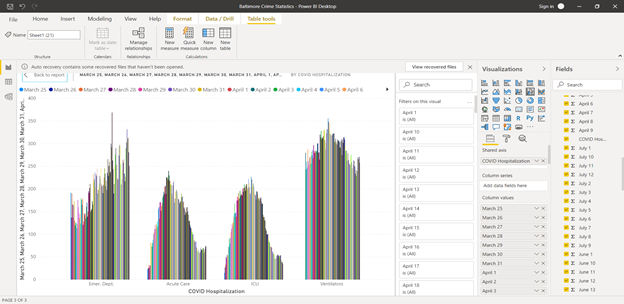 Baltimore Crime Statistics - Power BI Desktop
Sign in
File Home Insert Modeling View Help Format Data / Drill Table tools
Name Sheet1 (21)
Mark as date table
Manage relationships
New measure
Quick measure
New column
New table
Structure Calendars Relationships Calculations
Auto recovery contains some recovered files that haven't been opened.
View recovered files
Back to report
MARCH 25, MARCH 26, MARCH 27, MARCH 28, MARCH 29, MARCH 30, MARCH 31, APRIL 1, AP...
BY COVID HOSPITALIZATION
March 25 March 26 March 27 March 28 March 29 March 30 March 31 April 1 April 2 April 3 April 4 April 5 April 6
March 25, March 26, March 27, March 28, March 29, March 30, March 31, Apri...
400
350
300
250
200
150
100
50
0
Emer. Dept. Acute Care ICU Ventilators
COVID Hospitalization
Search
Filters on this visual
April 1
is (All)
April 10
is (All)
April 11
is (All)
April 12
is (All)
April 13
is (All)
April 14
is (All)
April 15
is (All)
April 16
is (All)
April 17
is (All)
April 18
Visualizations
Shared axis
COVID Hospitalization
Column series
Add data fields here
Column values
March 25
March 26
March 27
March 28
March 29
March 30
March 31
April 1
April 2
April 3
Fields
Search
April 6
April 7
April 8
April 9
COVID Hos...
July 1
July 10
July 11
July 12
July 2
July 3
July 4
July 5
July 6
July 7
July 8
July 9
June 1
June 10
June 11
June 12
June 13
PAGE 3 OF 3